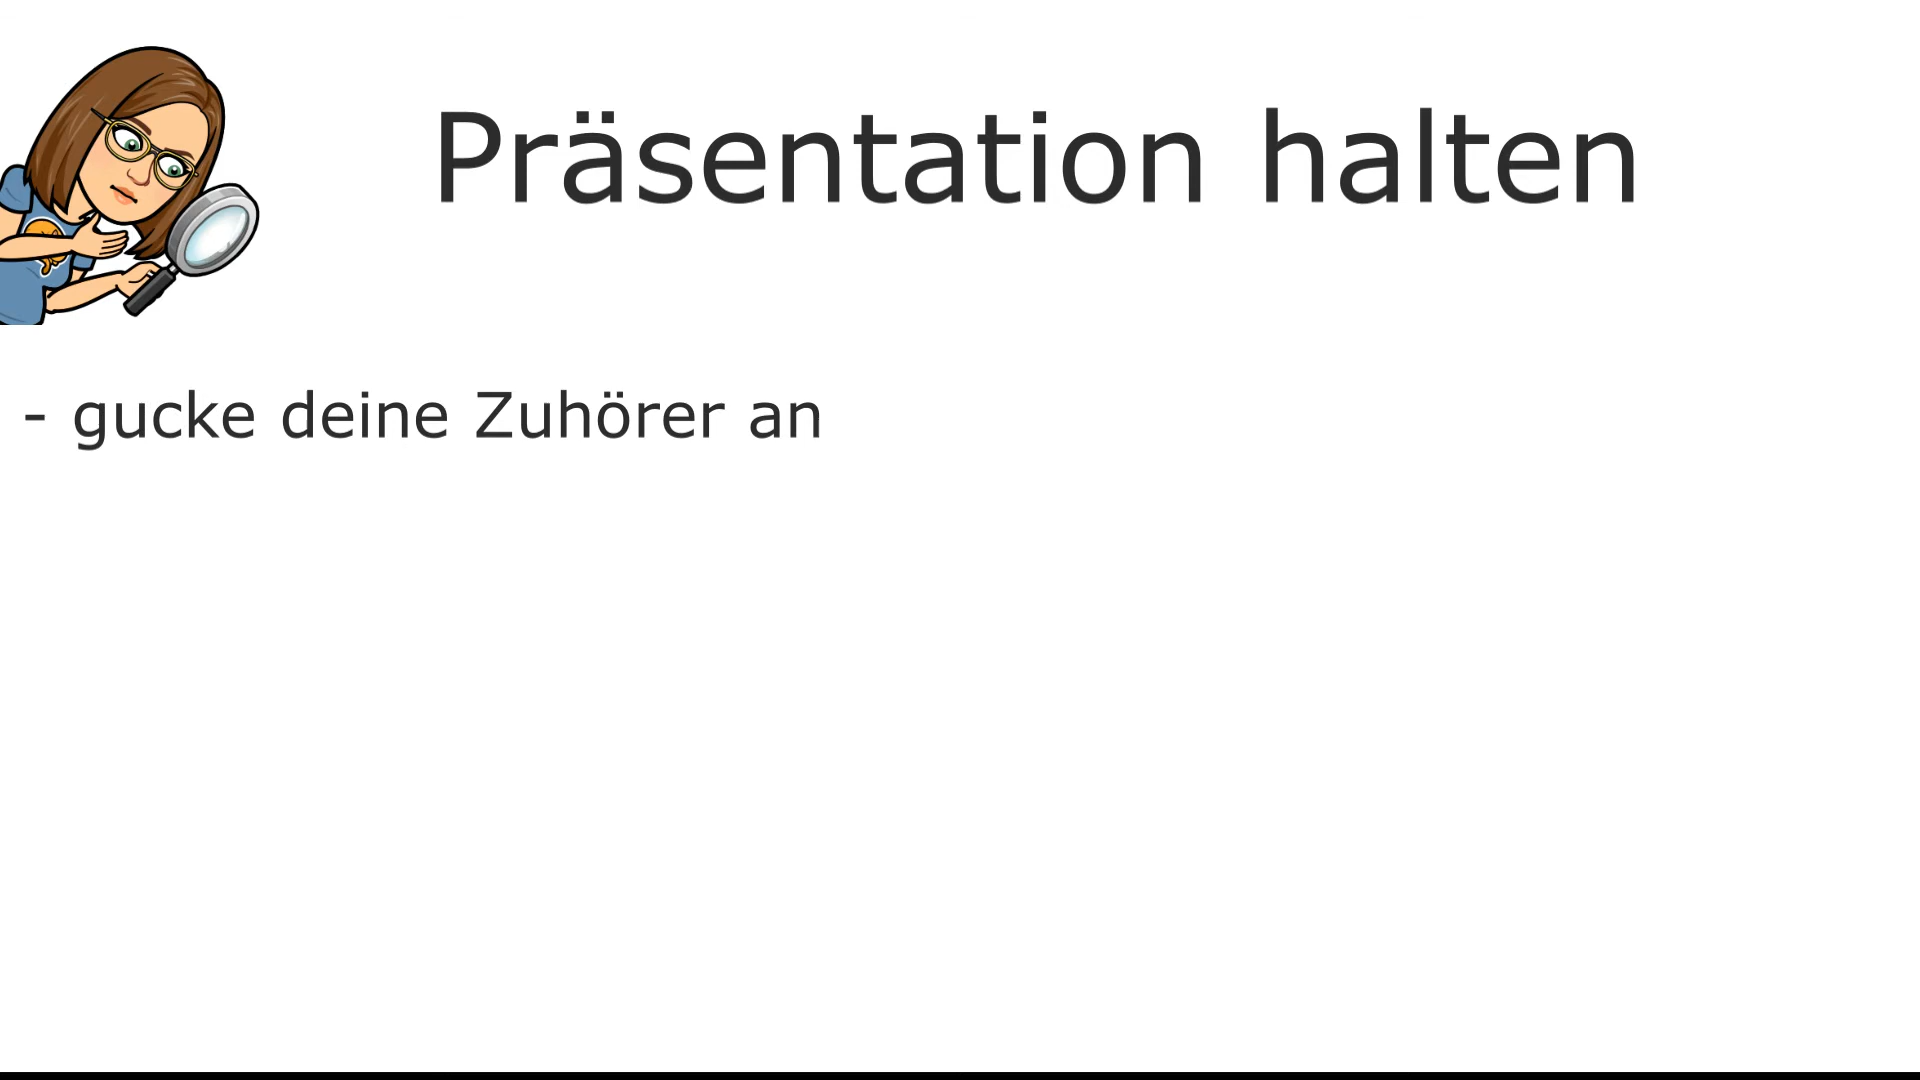 Präsentation halten
- gucke deine Zuhörer an